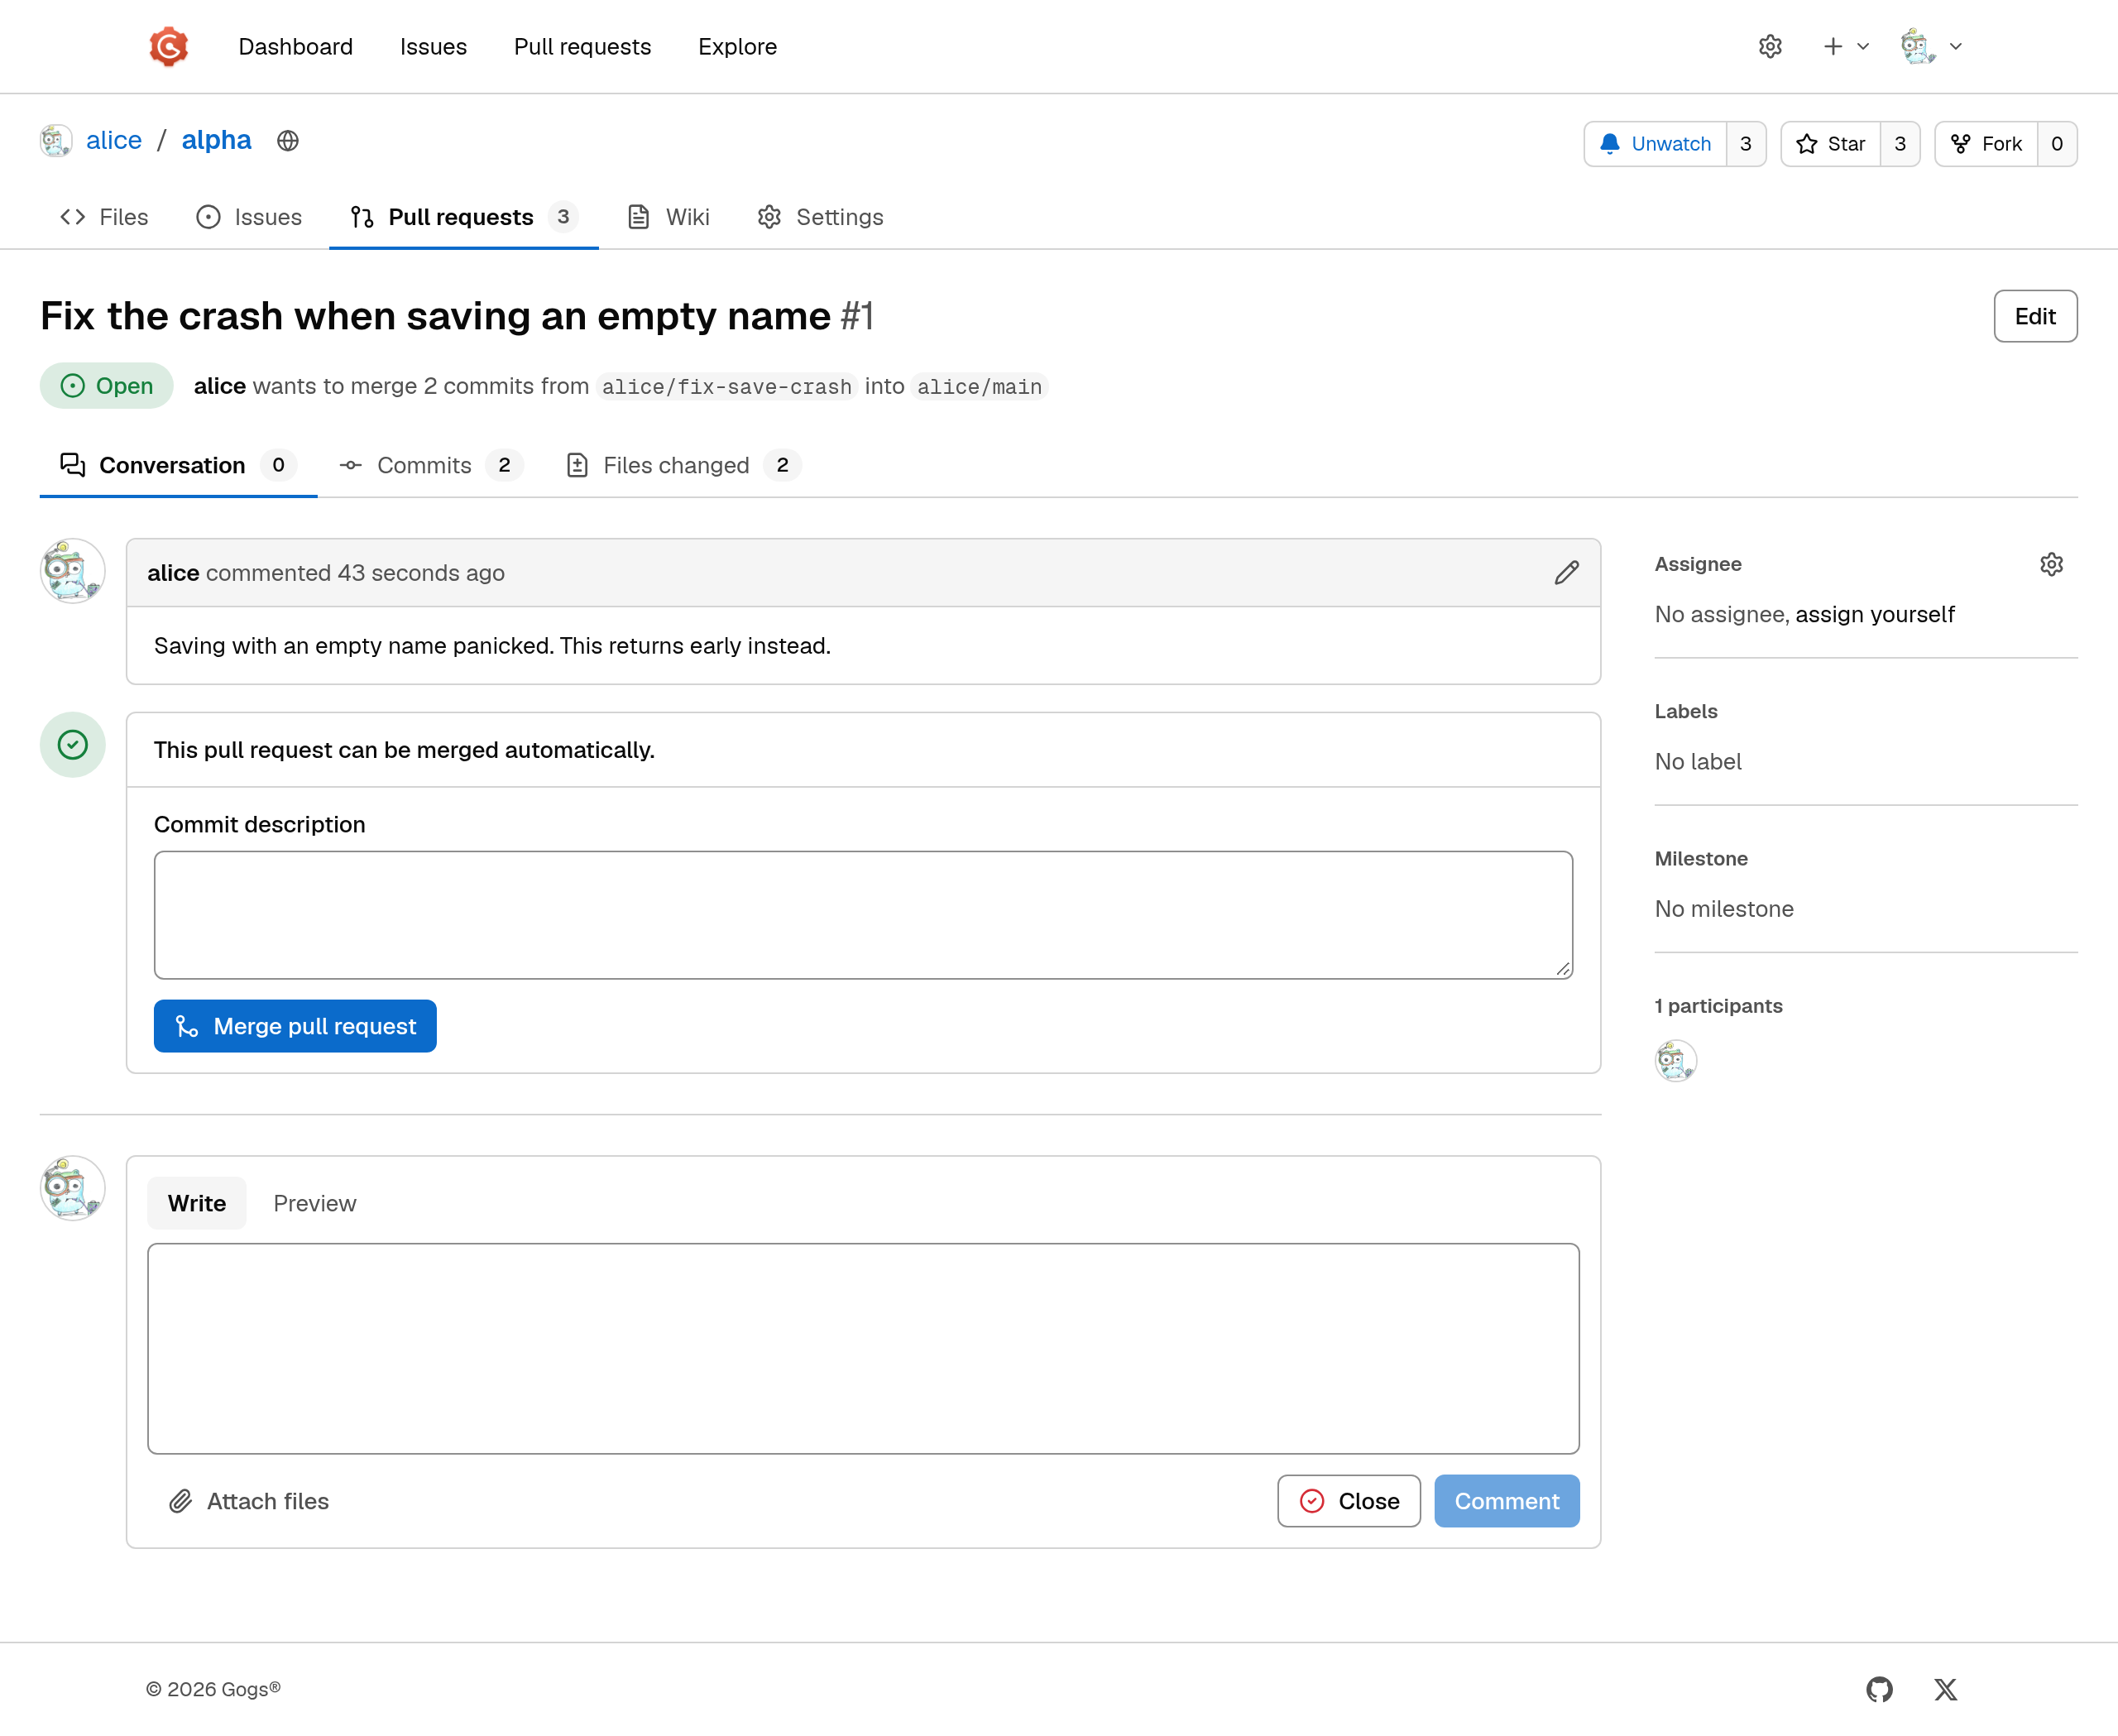 Dashboard Issues Pull requests Explore
alice / alpha
Unwatch 3 Star 3 Fork 0
Files Issues Pull requests 3 Wiki Settings
Fix the crash when saving an empty name #1
Edit
Open alice wants to merge 2 commits from alice/fix-save-crash into alice/main
Conversation 0 Commits 2 Files changed 2
alice commented 43 seconds ago
Saving with an empty name panicked. This returns early instead.
This pull request can be merged automatically.
Commit description
Merge pull request
Assignee
No assignee, assign yourself
Labels
No label
Milestone
No milestone
1 participants
Write Preview
Attach files
Close Comment
© 2026 Gogs®